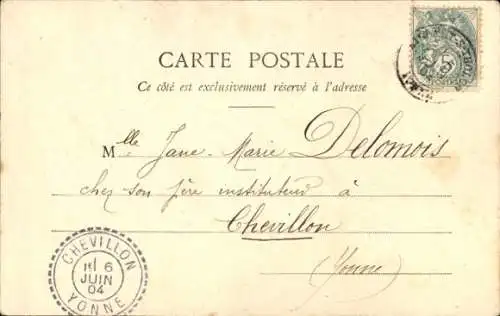 CARTE POSTALE
Ce côté est exclusivement réservé à l'adresse
Mlle Jane-Marie Delomois
chez son père instituteur à
Chevillon
(Yonne)
CHEVILLON
6
JUIN
04
YONNE
5